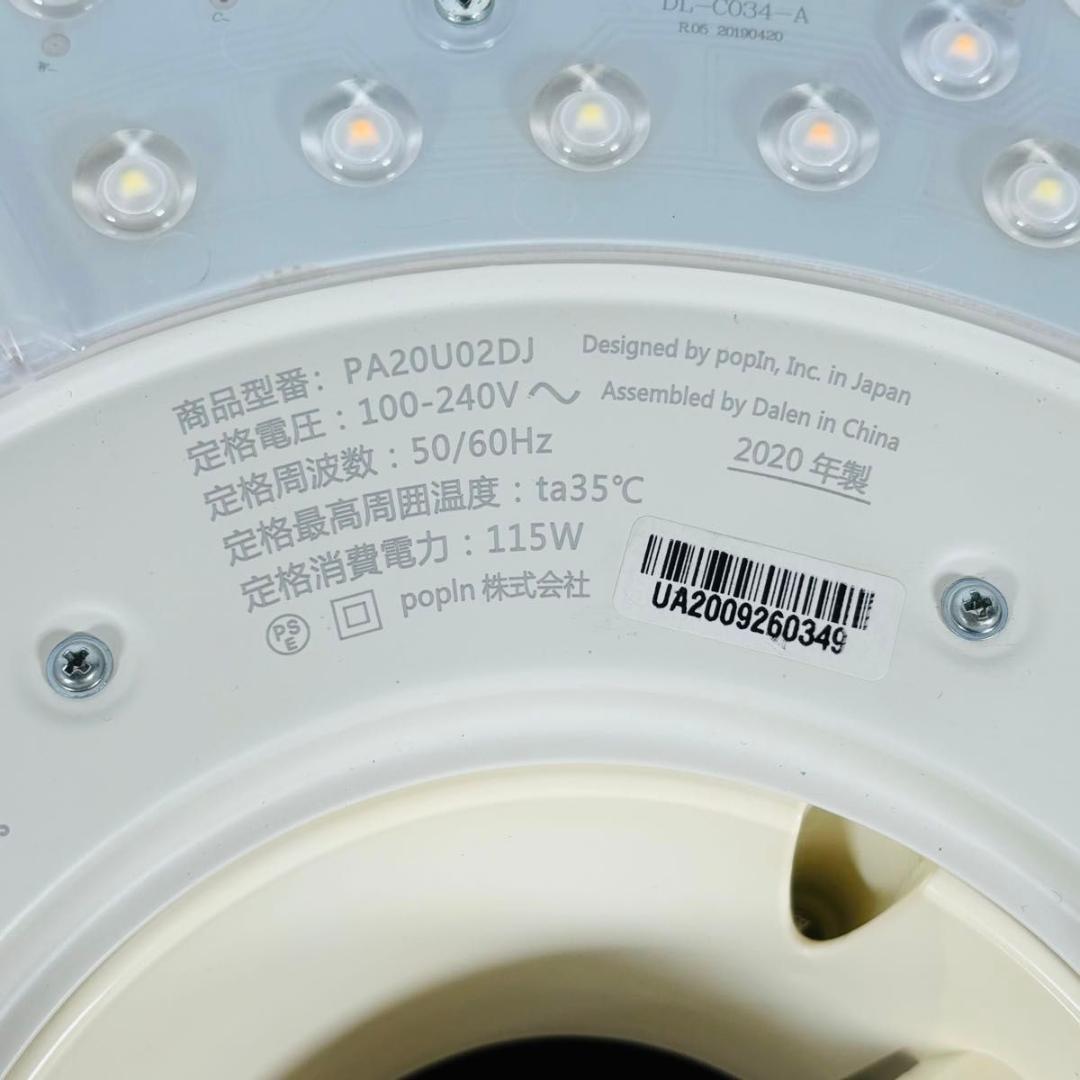 DL-C034-A
R.05 20190420
商品型番：PA20U02DJ
定格電圧：100-240V～
定格周波数：50/60Hz
定格最高周囲温度：ta35℃
定格消費電力：115W
PS
E
popIn 株式会社
Designed by popIn, Inc. in Japan
Assembled by Dalen in China
2020 年製
UA2009260349